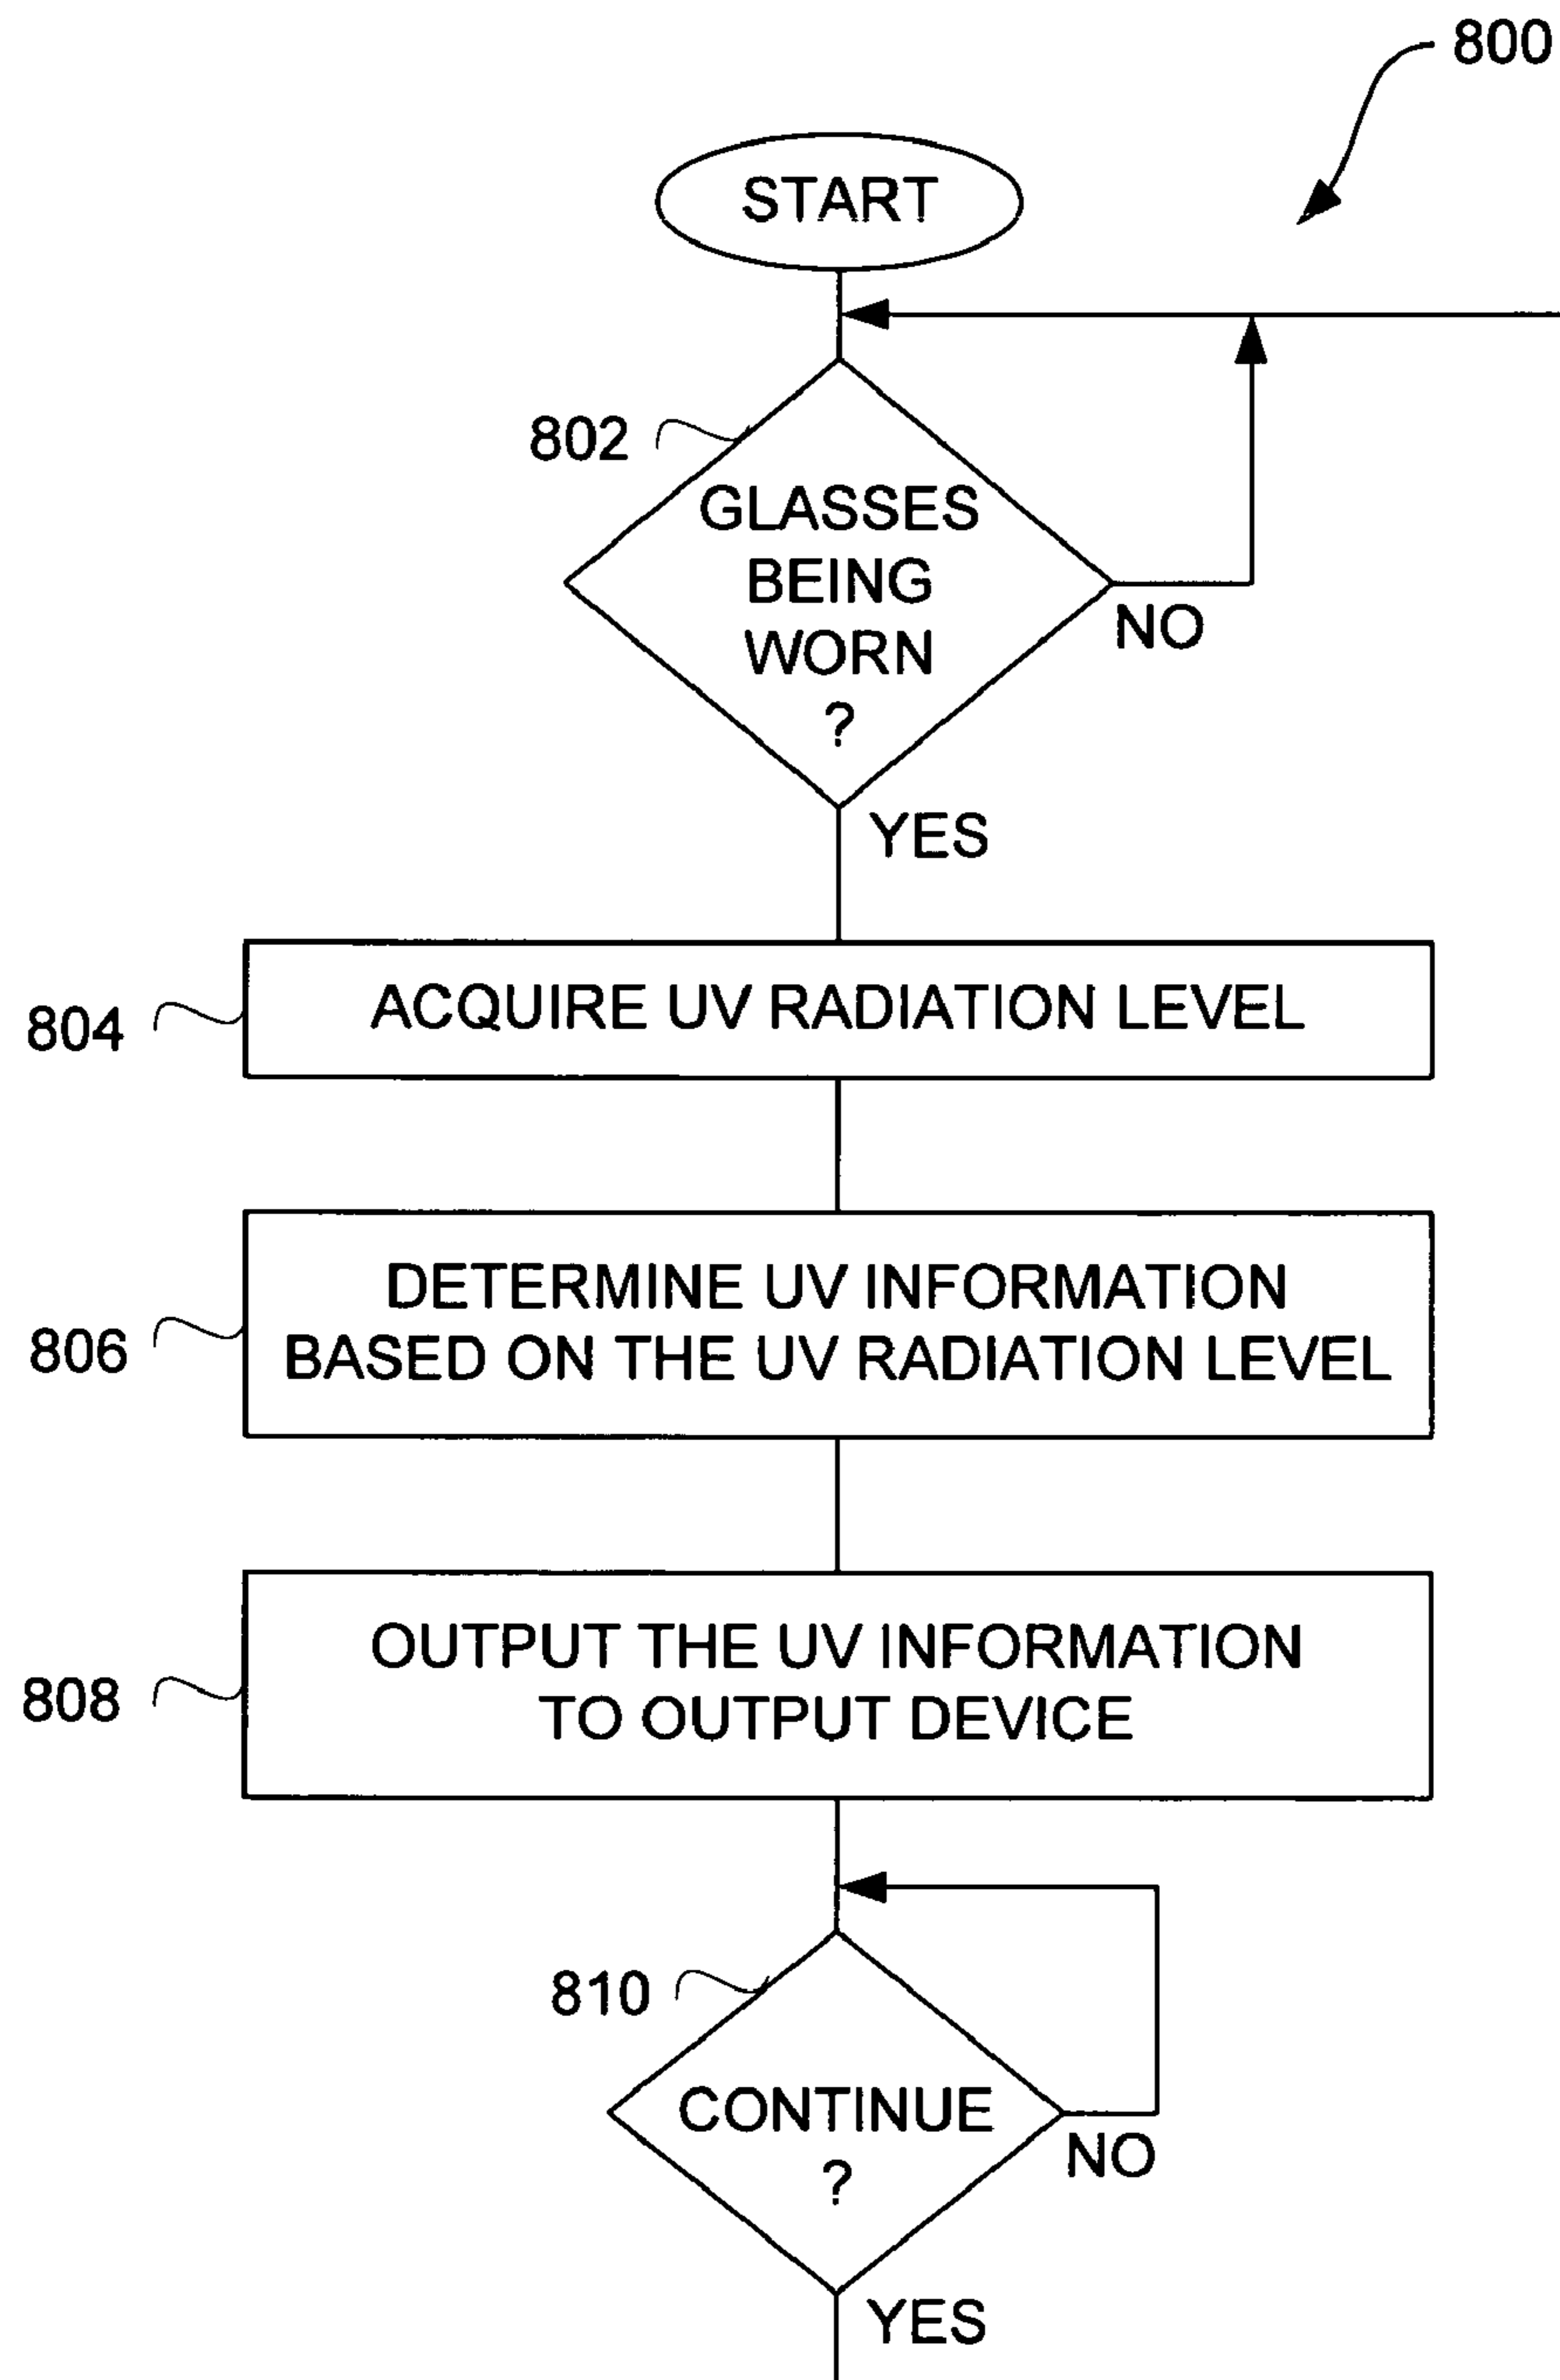 800
START
802
GLASSES
BEING
WORN
?
NO
YES
804
ACQUIRE UV RADIATION LEVEL
806
DETERMINE UV INFORMATION
BASED ON THE UV RADIATION LEVEL
808
OUTPUT THE UV INFORMATION
TO OUTPUT DEVICE
810
CONTINUE
?
NO
YES